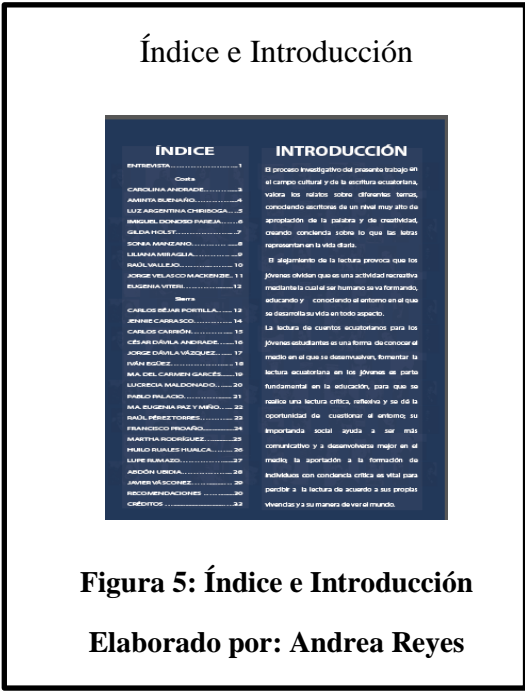 Índice e Introducción
ÍNDICE
ENTREVISTA.......................1
Costa
CAROLINA ANDRADE............3
AMINTA BUENAÑO..............4
LUZ ARGENTINA CHIRIBOGA....5
MIGUEL DONOSO PAREJA......6
GILDA HOLST.....................7
SONIA MANZANO.................8
LILIANA MIRAGLIA...............9
RAÚL VALLEJO.................10
JORGE VELASCO MACKENZIE..11
EUGENIA VITERI................12
Sierra
CARLOS BÉJAR PORTILLA.......13
JENNIE CARRASCO..............14
CARLOS CARRIÓN...............15
CÉSAR DÁVILA ANDRADE.......16
JORGE DÁVILA VÁZQUEZ.......17
IVÁN EGÜEZ.....................18
MA. DEL CARMEN GARCÉS.....19
LUCRECIA MALDONADO........20
PABLO PALACIO.................21
MA. EUGENIA PAZ Y MIÑO.....22
RAÚL PÉREZ TORRES...........23
FRANCISCO PROAÑO...........24
MARTHA RODRÍGUEZ...........25
HUILO RUALES HUALCA........26
LUPE RUMAZO..................27
ABDÓN UBIDIA..................28
JAVIER VÁSCONEZ..............29
RECOMENDACIONES............30
CRÉDITOS.......................32
INTRODUCCIÓN
El proceso investigativo del presente trabajo en
el campo cultural y de la escritura ecuatoriana,
valora los relatos sobre diferentes temas,
conociendo escritores de un nivel muy alto de
apropiación de la palabra y de creatividad,
creando conciencia sobre lo que las letras
representan en la vida diaria.
El alejamiento de la lectura provoca que los
jóvenes olviden que es una actividad recreativa
mediante la cual el ser humano se va formando,
educando y conociendo el entorno en el que
se desarrolla su vida en todo aspecto.
La lectura de cuentos ecuatorianos para los
jóvenes estudiantes es una forma de conocer el
medio en el que se desenvuelven, fomentar la
lectura ecuatoriana en los jóvenes es parte
fundamental en la educación, para que se
realice una lectura crítica, reflexiva y se dé la
oportunidad de cuestionar el entorno; su
importancia social ayuda a ser más
comunicativo y a desenvolverse mejor en el
medio; la aportación a la formación de
individuos con conciencia crítica es vital para
percibir a la lectura de acuerdo a sus propias
vivencias y a su manera de ver el mundo.
Figura 5: Índice e Introducción
Elaborado por: Andrea Reyes